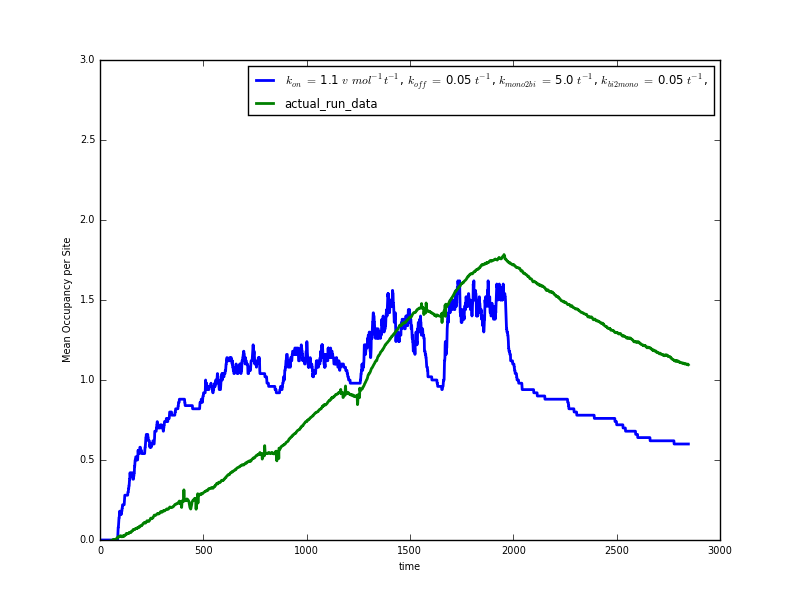 3.0
k_on = 1.1 v mol^−1 t^−1, k_off = 0.05 t^−1, k_mono2bi = 5.0 t^−1, k_bi2mono = 0.05 t^−1,
actual_run_data
2.5
2.0
Mean Occupancy per Site
1.5
1.0
0.5
0.0
0 500 1000 1500 2000 2500 3000
time